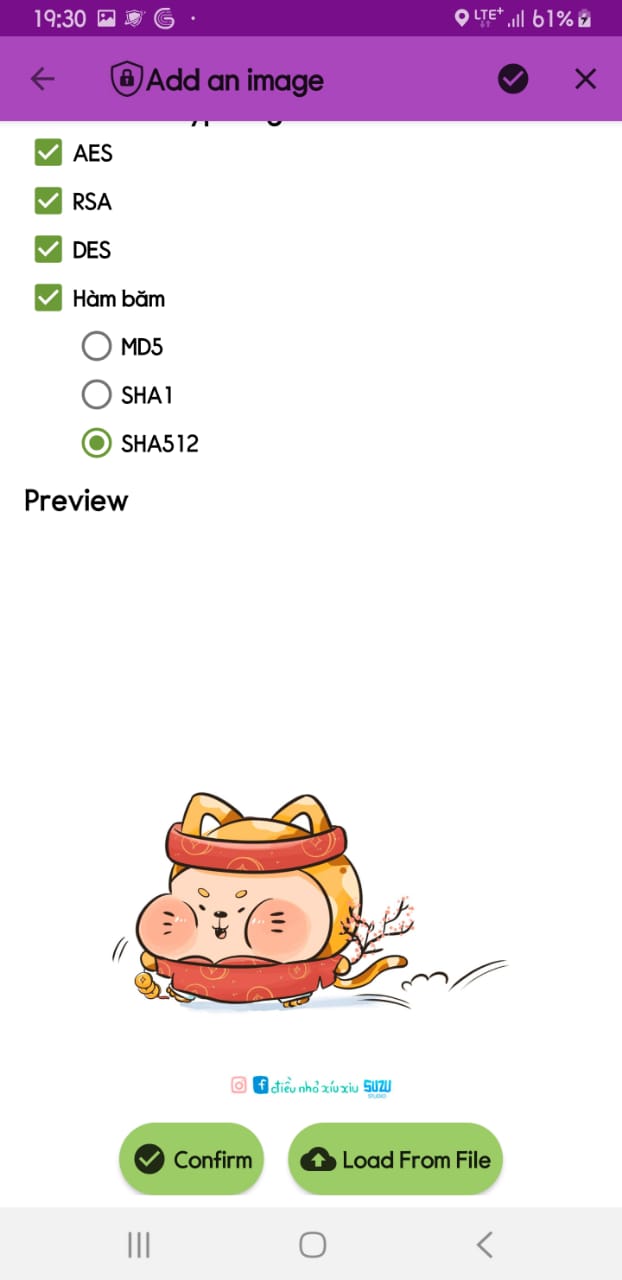 19:30 LTE+ 61%
Add an image
AES
RSA
DES
Hàm băm
MD5
SHA1
SHA512
Preview
điều nhỏ xíu xiu SUZU
STUDIO
Confirm Load From File